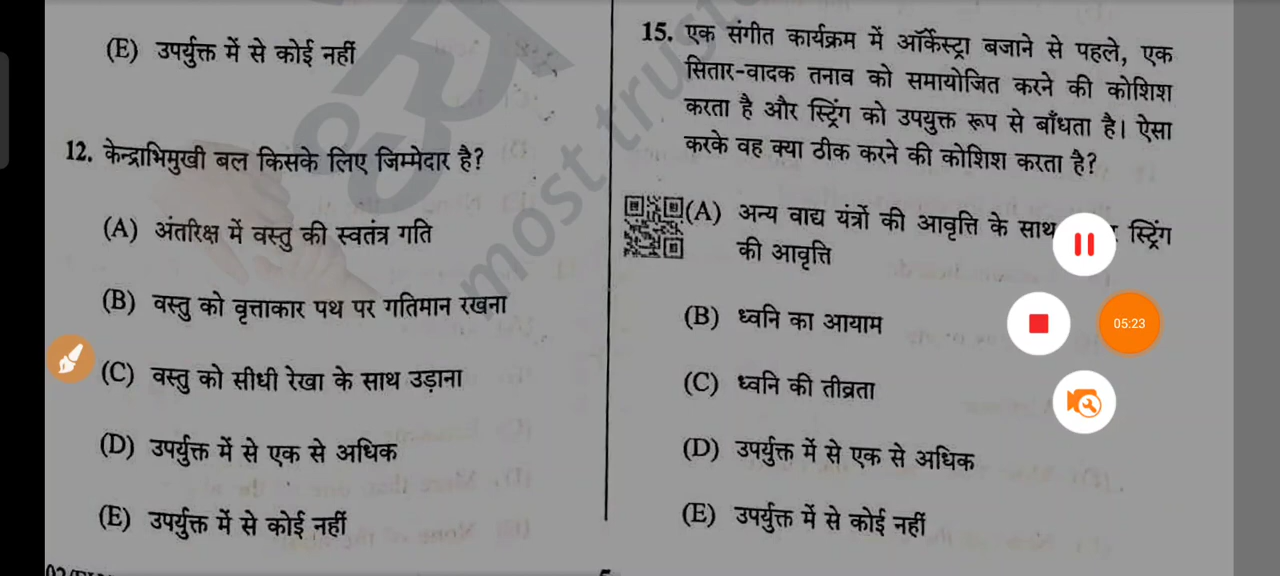 (E) उपर्युक्त में से कोई नहीं
12. केन्द्राभिमुखी बल किसके लिए जिम्मेदार है?
(A) अंतरिक्ष में वस्तु की स्वतंत्र गति
(B) वस्तु को वृत्ताकार पथ पर गतिमान रखना
(C) वस्तु को सीधी रेखा के साथ उड़ाना
(D) उपर्युक्त में से एक से अधिक
(E) उपर्युक्त में से कोई नहीं
15. एक संगीत कार्यक्रम में ऑर्केस्ट्रा बजाने से पहले, एक
सितार-वादक तनाव को समायोजित करने की कोशिश
करता है और स्ट्रिंग को उपयुक्त रूप से बाँधता है। ऐसा
करके वह क्या ठीक करने की कोशिश करता है?
(A) अन्य वाद्य यंत्रों की आवृत्ति के साथ स्ट्रिंग
की आवृत्ति
(B) ध्वनि का आयाम
(C) ध्वनि की तीव्रता
(D) उपर्युक्त में से एक से अधिक
(E) उपर्युक्त में से कोई नहीं
most trust
05:23